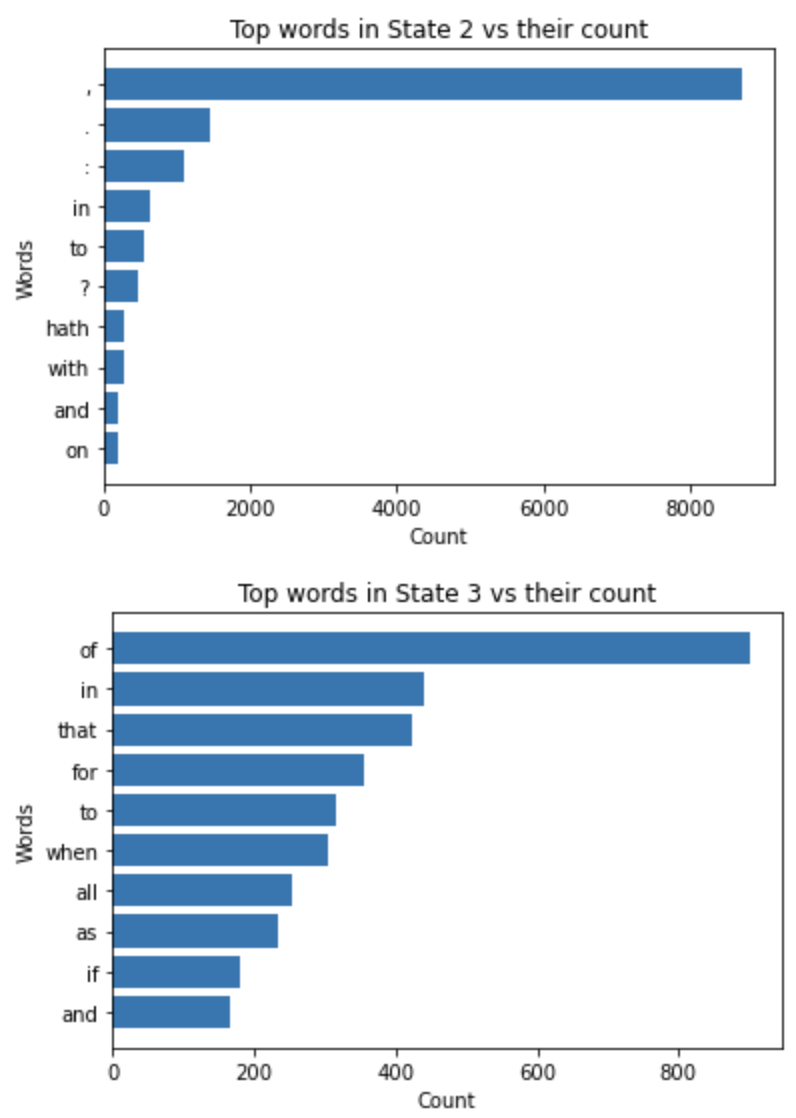 Top words in State 2 vs their count
,
.
:
in
to
?
hath
with
and
on
Words
0 2000 4000 6000 8000
Count
Top words in State 3 vs their count
of
in
that
for
to
when
all
as
if
and
Words
0 200 400 600 800
Count